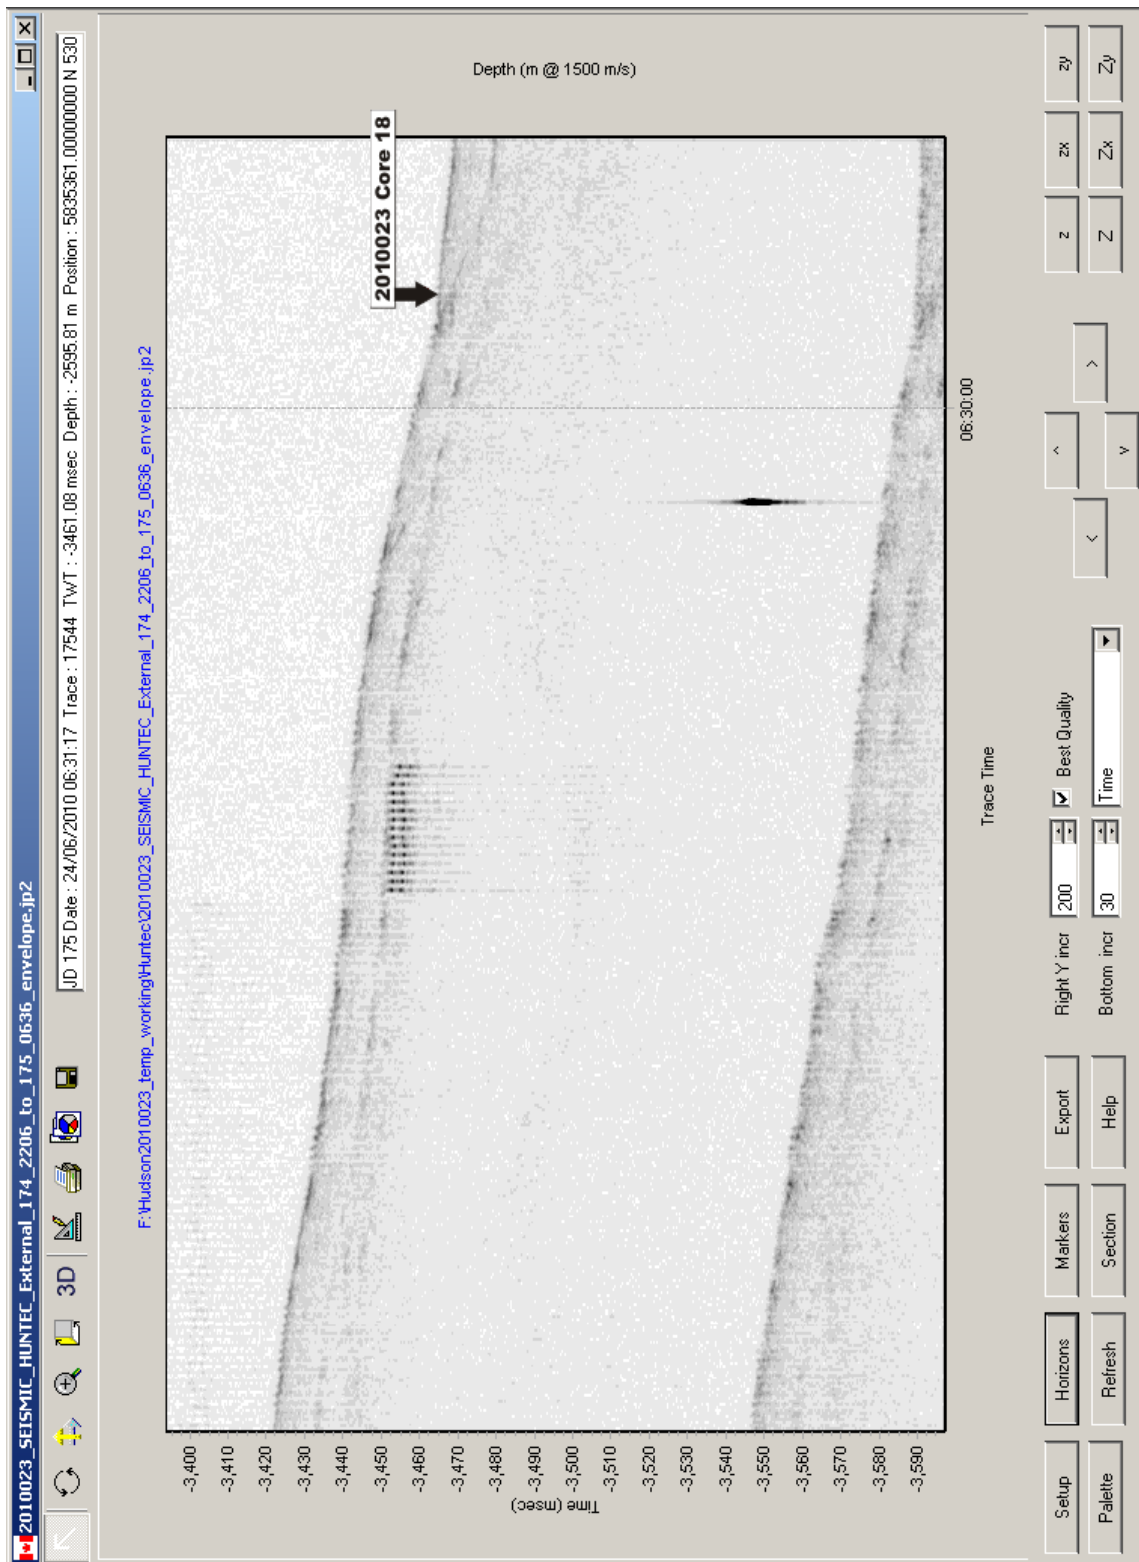 2010023_SEISMIC_HUNTEC_External_174_2206_to_175_0636_envelope.jp2
3D
JD 175 Date : 24/06/2010 06:31:17 Trace : 17544 TWT : -3461.08 msec Depth : -2595.81 m Position : 5835361.00000000 N 530
F:\Hudson2010023_temp_working\Huntec\2010023_SEISMIC_HUNTEC_External_174_2206_to_175_0636_envelope.jp2
2010023 Core 18
Time (msec)
-3,400
-3,410
-3,420
-3,430
-3,440
-3,450
-3,460
-3,470
-3,480
-3,490
-3,500
-3,510
-3,520
-3,530
-3,540
-3,550
-3,560
-3,570
-3,580
-3,590
Depth (m @ 1500 m/s)
06:30:00
Trace Time
Setup
Horizons
Markers
Export
Right Y incr
200
Best Quality
<
^
>
z
zx
zy
Palette
Refresh
Section
Help
Bottom incr
30
Time
v
Z
Zx
Zy